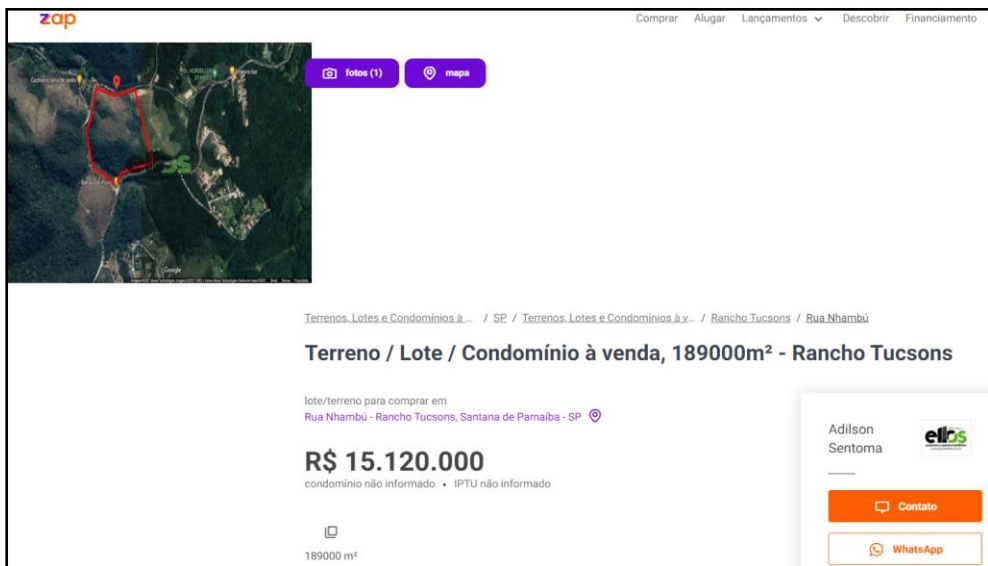 zap
Comprar Alugar Lançamentos Descobrir Financiamento
fotos (1) mapa
Google
Terrenos, Lotes e Condomínios à ... / SP / Terrenos, Lotes e Condomínios à v... / Rancho Tucsons / Rua Nhambú
Terreno / Lote / Condomínio à venda, 189000m² - Rancho Tucsons
lote/terreno para comprar em
Rua Nhambú - Rancho Tucsons, Santana de Parnaíba - SP
R$ 15.120.000
condomínio não informado • IPTU não informado
189000 m²
Adilson
Sentoma
ellos
Contato
WhatsApp